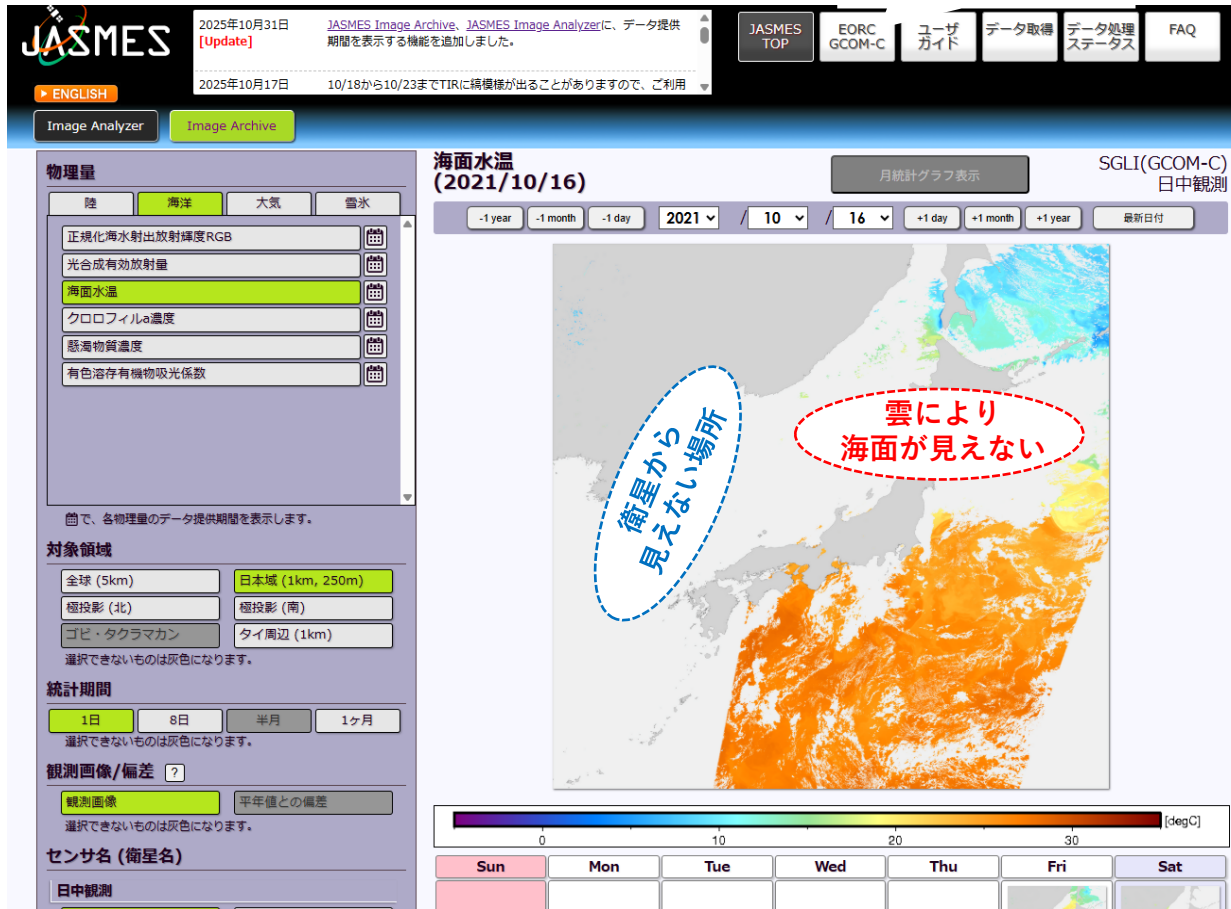 JASMES
2025年10月31日
[Update]
JASMES Image Archive、JASMES Image Analyzerに、データ提供
期間を表示する機能を追加しました。
2025年10月17日
10/18から10/23までTIRに縞模様が出ることがありますので、ご利用
JASMES
TOP
EORC
GCOM-C
ユーザ
ガイド
データ取得
データ処理
ステータス
FAQ
ENGLISH
Image Analyzer
Image Archive
物理量
陸
海洋
大気
雪氷
正規化海水射出放射輝度RGB
光合成有効放射量
海面水温
クロロフィルa濃度
懸濁物質濃度
有色溶存有機物吸光係数
で、各物理量のデータ提供期間を表示します。
対象領域
全球 (5km)
日本域 (1km, 250m)
極投影 (北)
極投影 (南)
ゴビ・タクラマカン
タイ周辺 (1km)
選択できないものは灰色になります。
統計期間
1日
8日
半月
1ヶ月
選択できないものは灰色になります。
観測画像/偏差
?
観測画像
平年値との偏差
選択できないものは灰色になります。
センサ名 (衛星名)
日中観測
海面水温
(2021/10/16)
月統計グラフ表示
SGLI(GCOM-C)
日中観測
-1 year
-1 month
-1 day
2021
/
10
/
16
+1 day
+1 month
+1 year
最新日付
衛星から
見えない場所
雲により
海面が見えない
[degC]
0
10
20
30
Sun
Mon
Tue
Wed
Thu
Fri
Sat